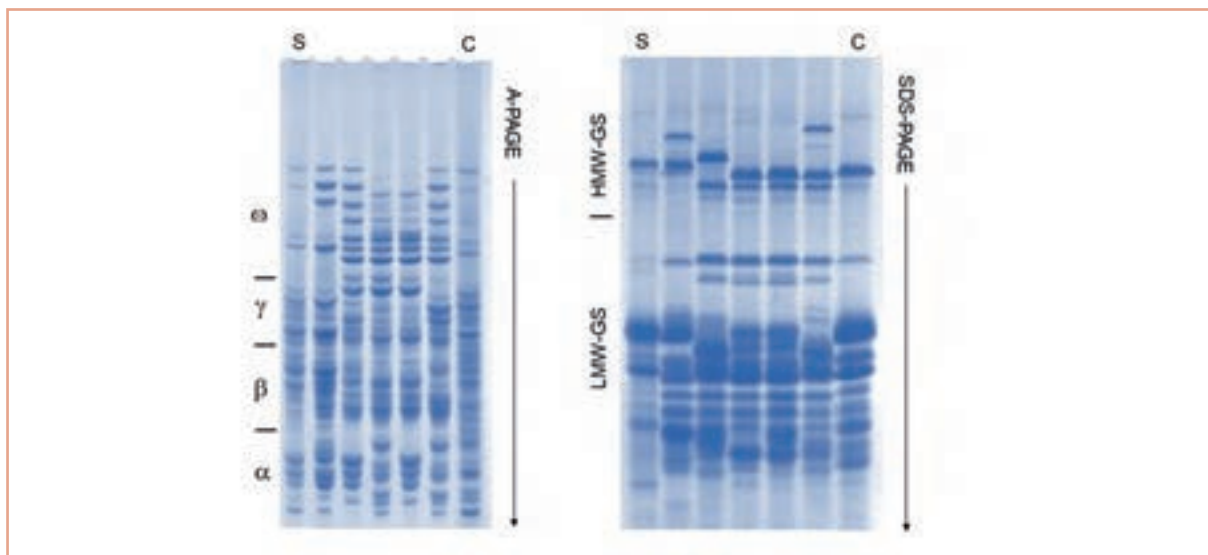 S C
A-PAGE
ω
γ
β
α
S C
HMW-GS
LMW-GS
SDS-PAGE